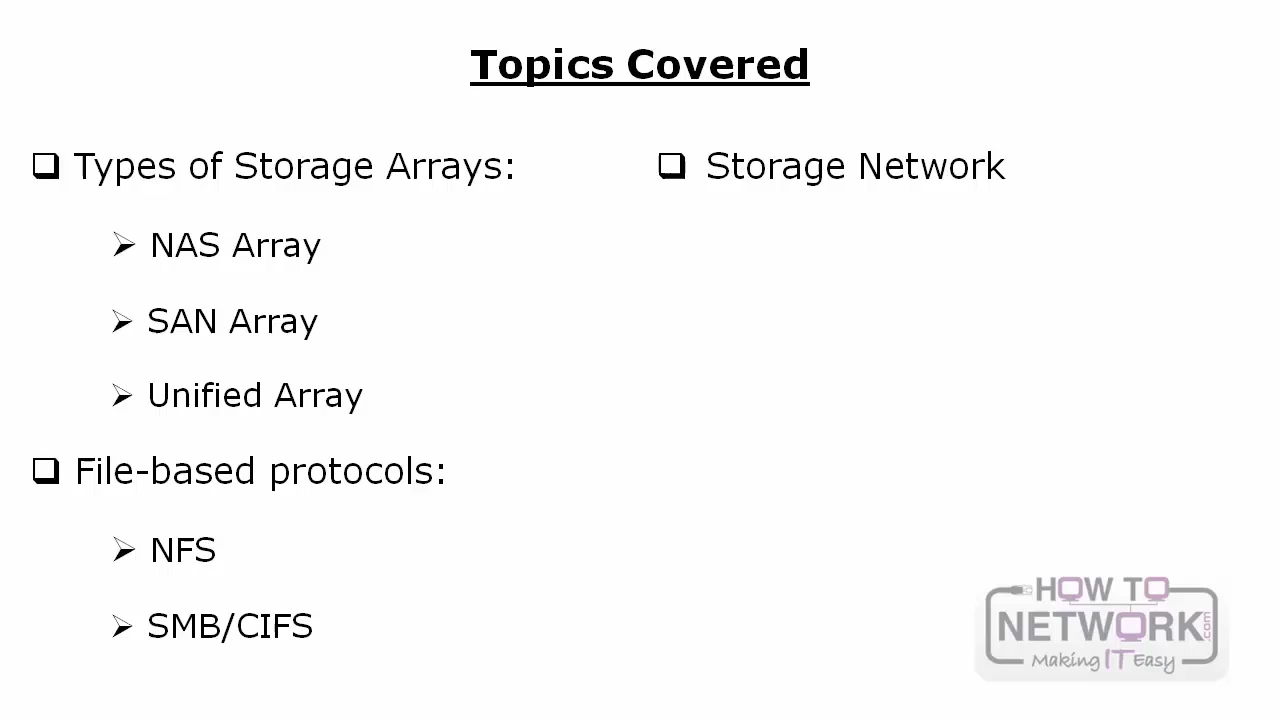 Topics Covered
Types of Storage Arrays:
NAS Array
SAN Array
Unified Array
File-based protocols:
NFS
SMB/CIFS
Storage Network
HOW TO
NETWORK.com
Making IT Easy